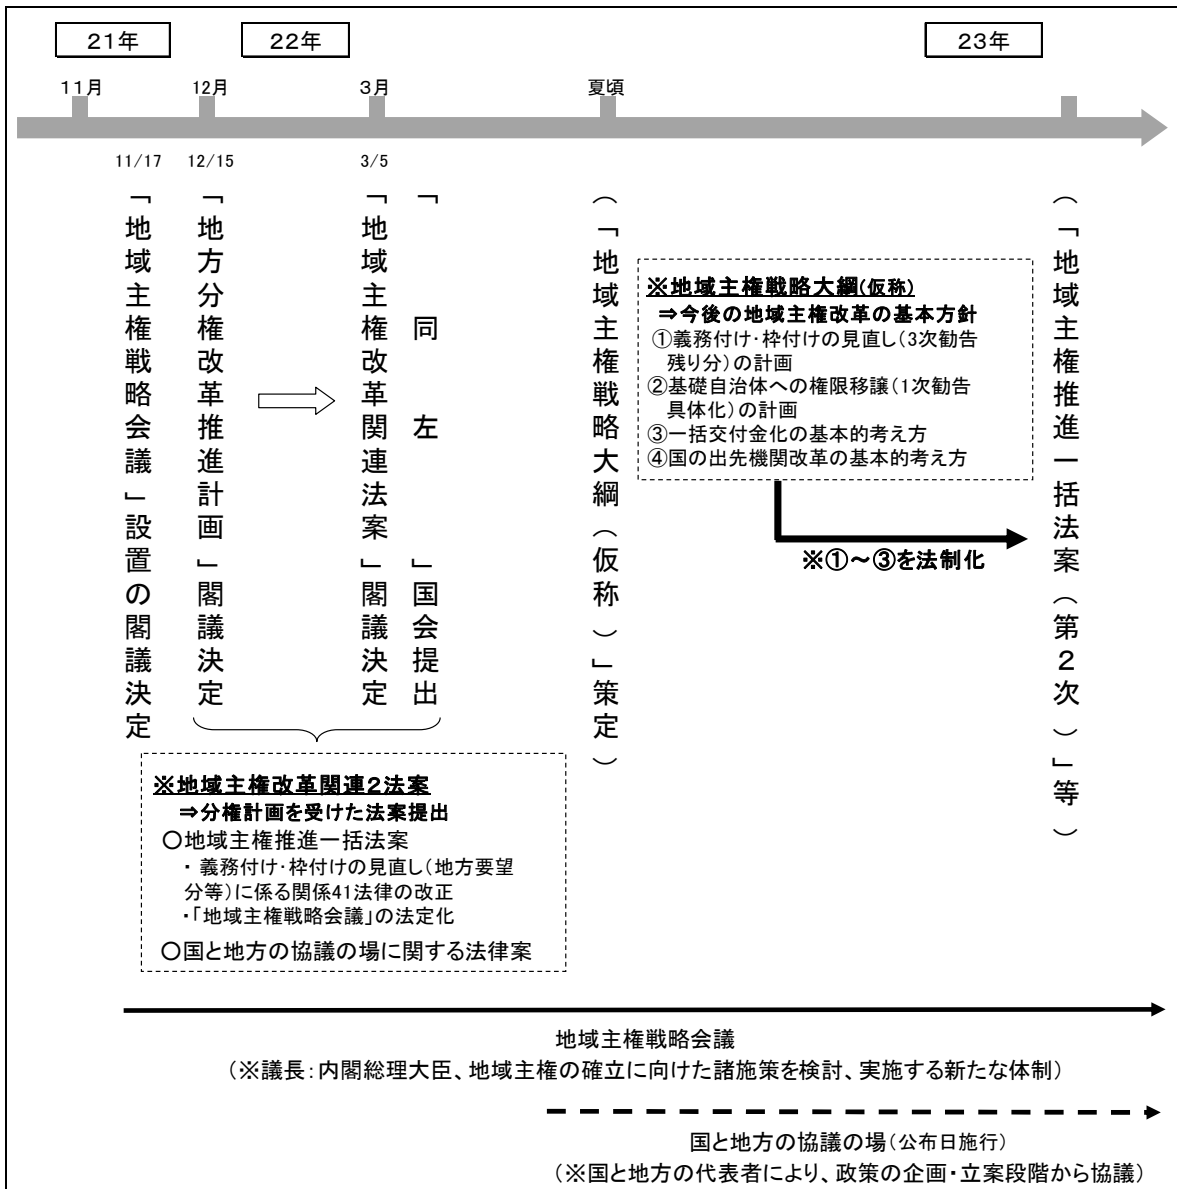 21年
22年
23年
11月
12月
3月
夏頃
11/17
12/15
3/5
「地域主権戦略会議」設置の閣議決定
「地方分権改革推進計画」閣議決定
「地域主権改革関連法案」閣議決定
「同左」国会提出
(「地域主権戦略大綱(仮称)」策定)
※地域主権戦略大綱(仮称)
⇒今後の地域主権改革の基本方針
①義務付け・枠付けの見直し(3次勧告
残り分)の計画
②基礎自治体への権限移譲(1次勧告
具体化)の計画
③一括交付金化の基本的考え方
④国の出先機関改革の基本的考え方
※①～③を法制化
(「地域主権推進一括法案(第2次)」等)
※地域主権改革関連2法案
⇒分権計画を受けた法案提出
○地域主権推進一括法案
・ 義務付け・枠付けの見直し(地方要望
分等)に係る関係41法律の改正
・「地域主権戦略会議」の法定化
○国と地方の協議の場に関する法律案
地域主権戦略会議
(※議長:内閣総理大臣、地域主権の確立に向けた諸施策を検討、実施する新たな体制)
国と地方の協議の場(公布日施行)
(※国と地方の代表者により、政策の企画・立案段階から協議)